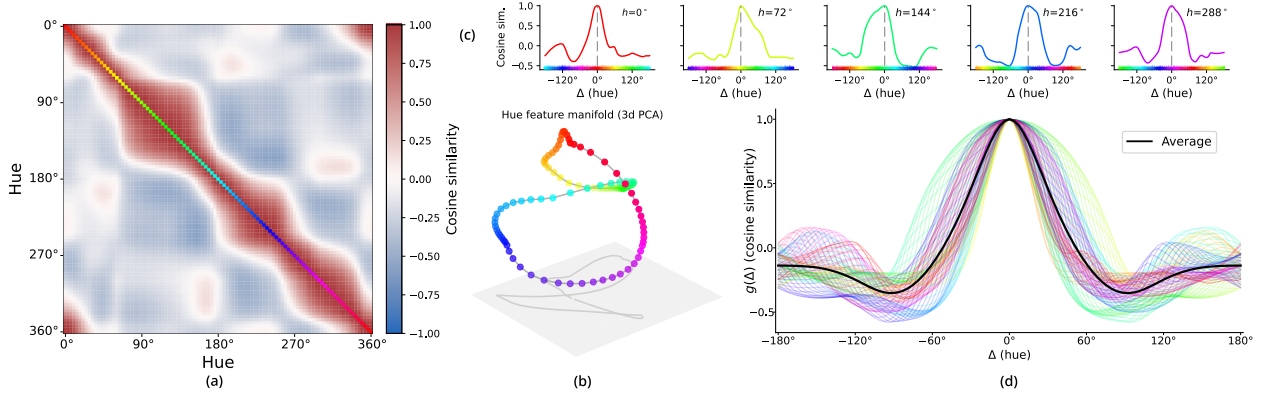 0°
90°
180°
270°
360°
Hue
0°
90°
180°
270°
360°
Hue
(a)
1.00
0.75
0.50
0.25
0.00
−0.25
−0.50
−0.75
−1.00
Cosine similarity
(c)
Cosine sim.
1.0
0.5
0.0
−0.5
h=0°
−120°
0°
120°
Δ (hue)
h=72°
−120°
0°
120°
Δ (hue)
h=144°
−120°
0°
120°
Δ (hue)
h=216°
−120°
0°
120°
Δ (hue)
h=288°
−120°
0°
120°
Δ (hue)
Hue feature manifold (3d PCA)
(b)
g(Δ) (cosine similarity)
1.0
0.5
0.0
−0.5
Average
−180°
−120°
−60°
0°
60°
120°
180°
Δ (hue)
(d)